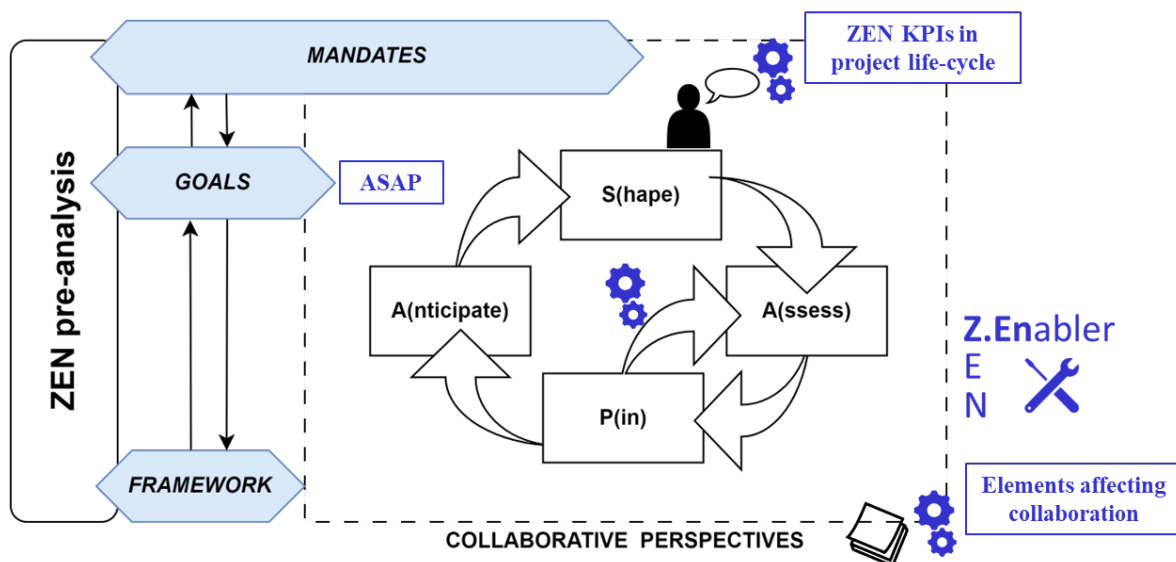 ZEN pre-analysis
MANDATES
ZEN KPIs in
project life-cycle
GOALS
ASAP
S(hape)
A(nticipate)
A(ssess)
P(in)
Z.Enabler
E
N
FRAMEWORK
Elements affecting
collaboration
COLLABORATIVE PERSPECTIVES